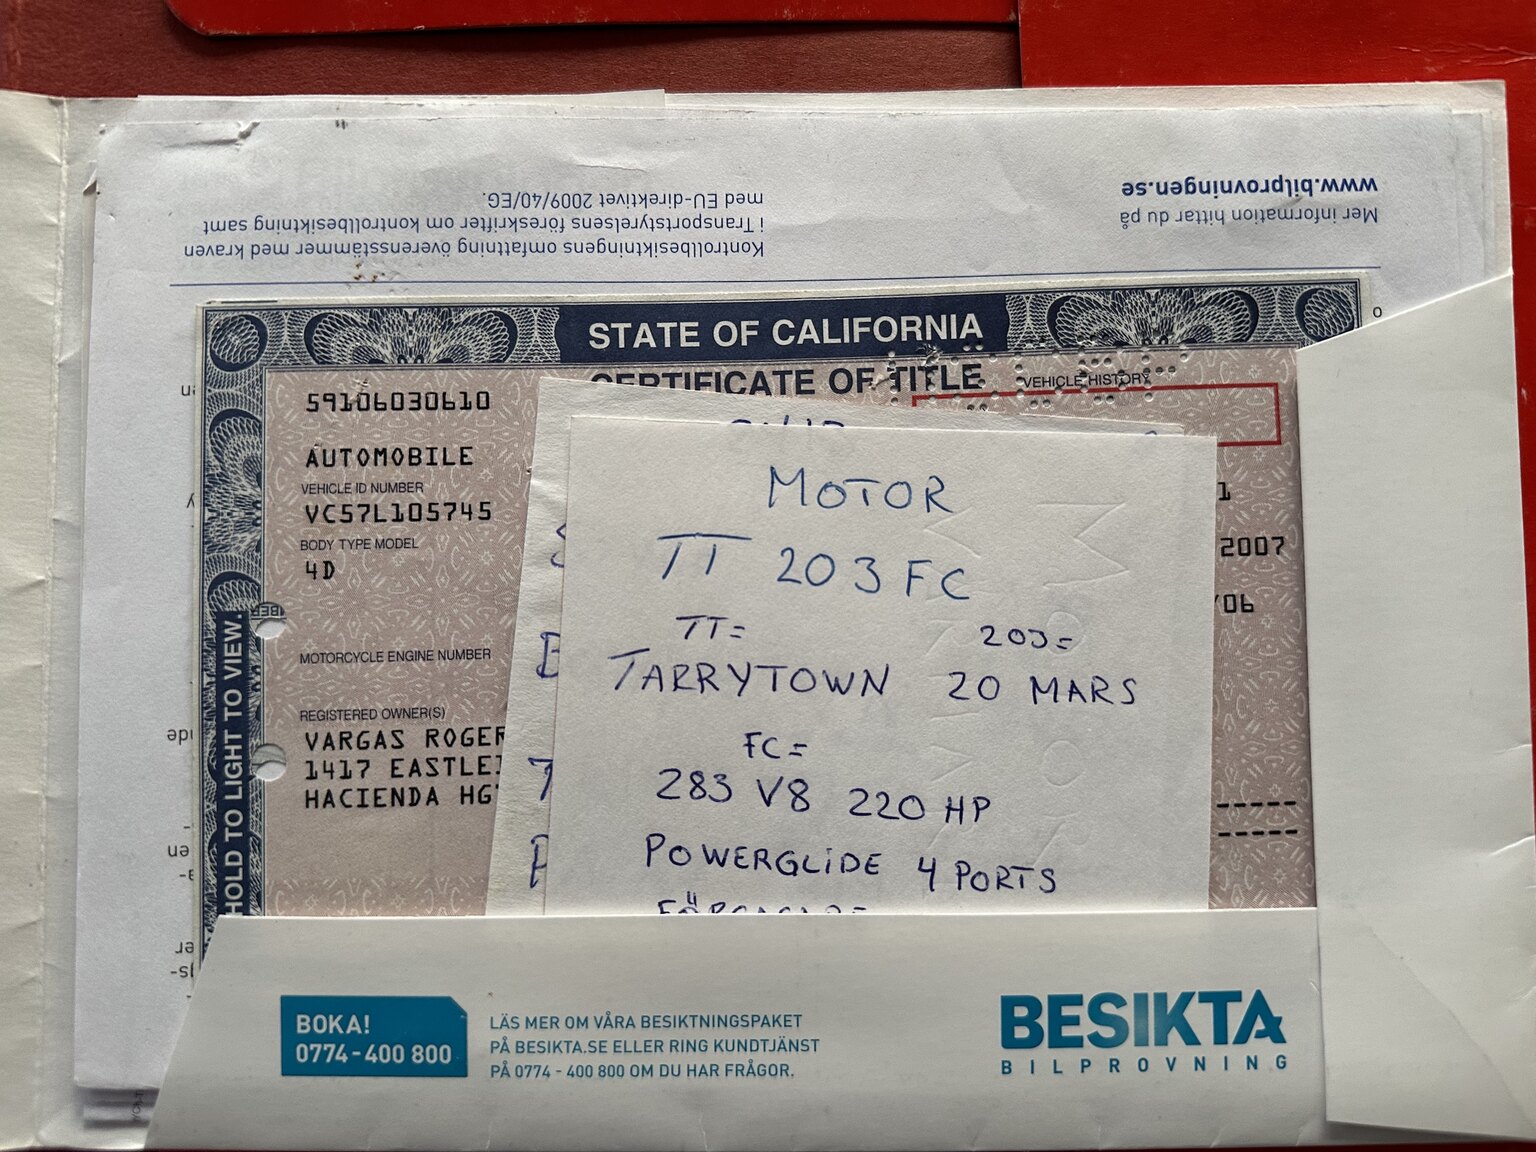 Mer information hittar du på
www.bilprovningen.se
Kontrollbesiktningens omfattning överensstämmer med kraven
i Transportstyrelsens föreskrifter om kontrollbesiktning samt
med EU-direktivet 2009/40/EG.
STATE OF CALIFORNIA
CERTIFICATE OF TITLE
VEHICLE HISTORY
59106030610
AUTOMOBILE
VEHICLE ID NUMBER
VC57L105745
BODY TYPE MODEL
4D
2007
/06
MOTORCYCLE ENGINE NUMBER
REGISTERED OWNER(S)
VARGAS ROGER
1417 EASTLE
HACIENDA HG
HOLD TO LIGHT TO VIEW.
MOTOR
TT 203 FC
TT= 203=
TARRYTOWN 20 MARS
FC=
283 V8 220 HP
POWERGLIDE 4 PORTS
BOKA!
0774-400 800
LÄS MER OM VÅRA BESIKTNINGSPAKET
PÅ BESIKTA.SE ELLER RING KUNDTJÄNST
PÅ 0774 - 400 800 OM DU HAR FRÅGOR.
BESIKTA
BILPROVNING